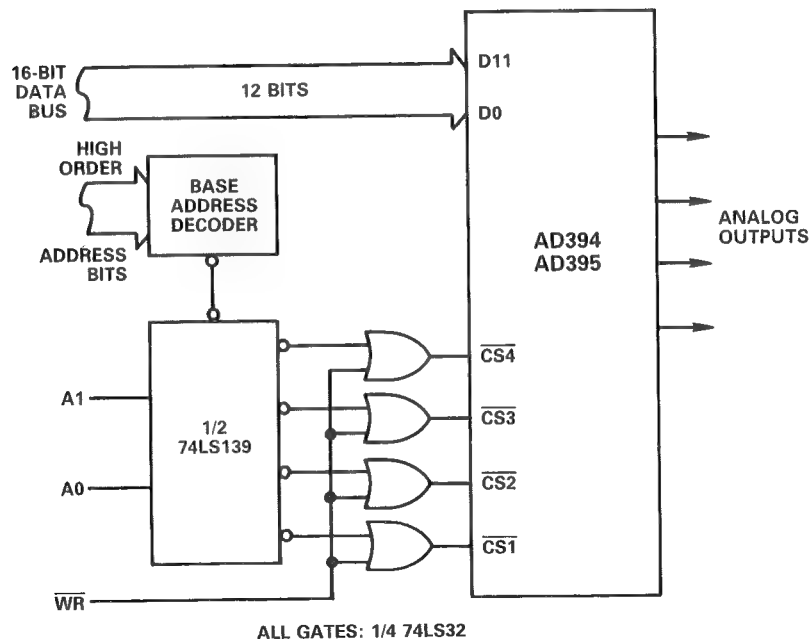 16-BIT
DATA
BUS
12 BITS
D11
D0
HIGH
ORDER
ADDRESS
BITS
BASE
ADDRESS
DECODER
AD394
AD395
ANALOG
OUTPUTS
A1
A0
1/2
74LS139
CS4
CS3
CS2
CS1
WR
ALL GATES: 1/4 74LS32